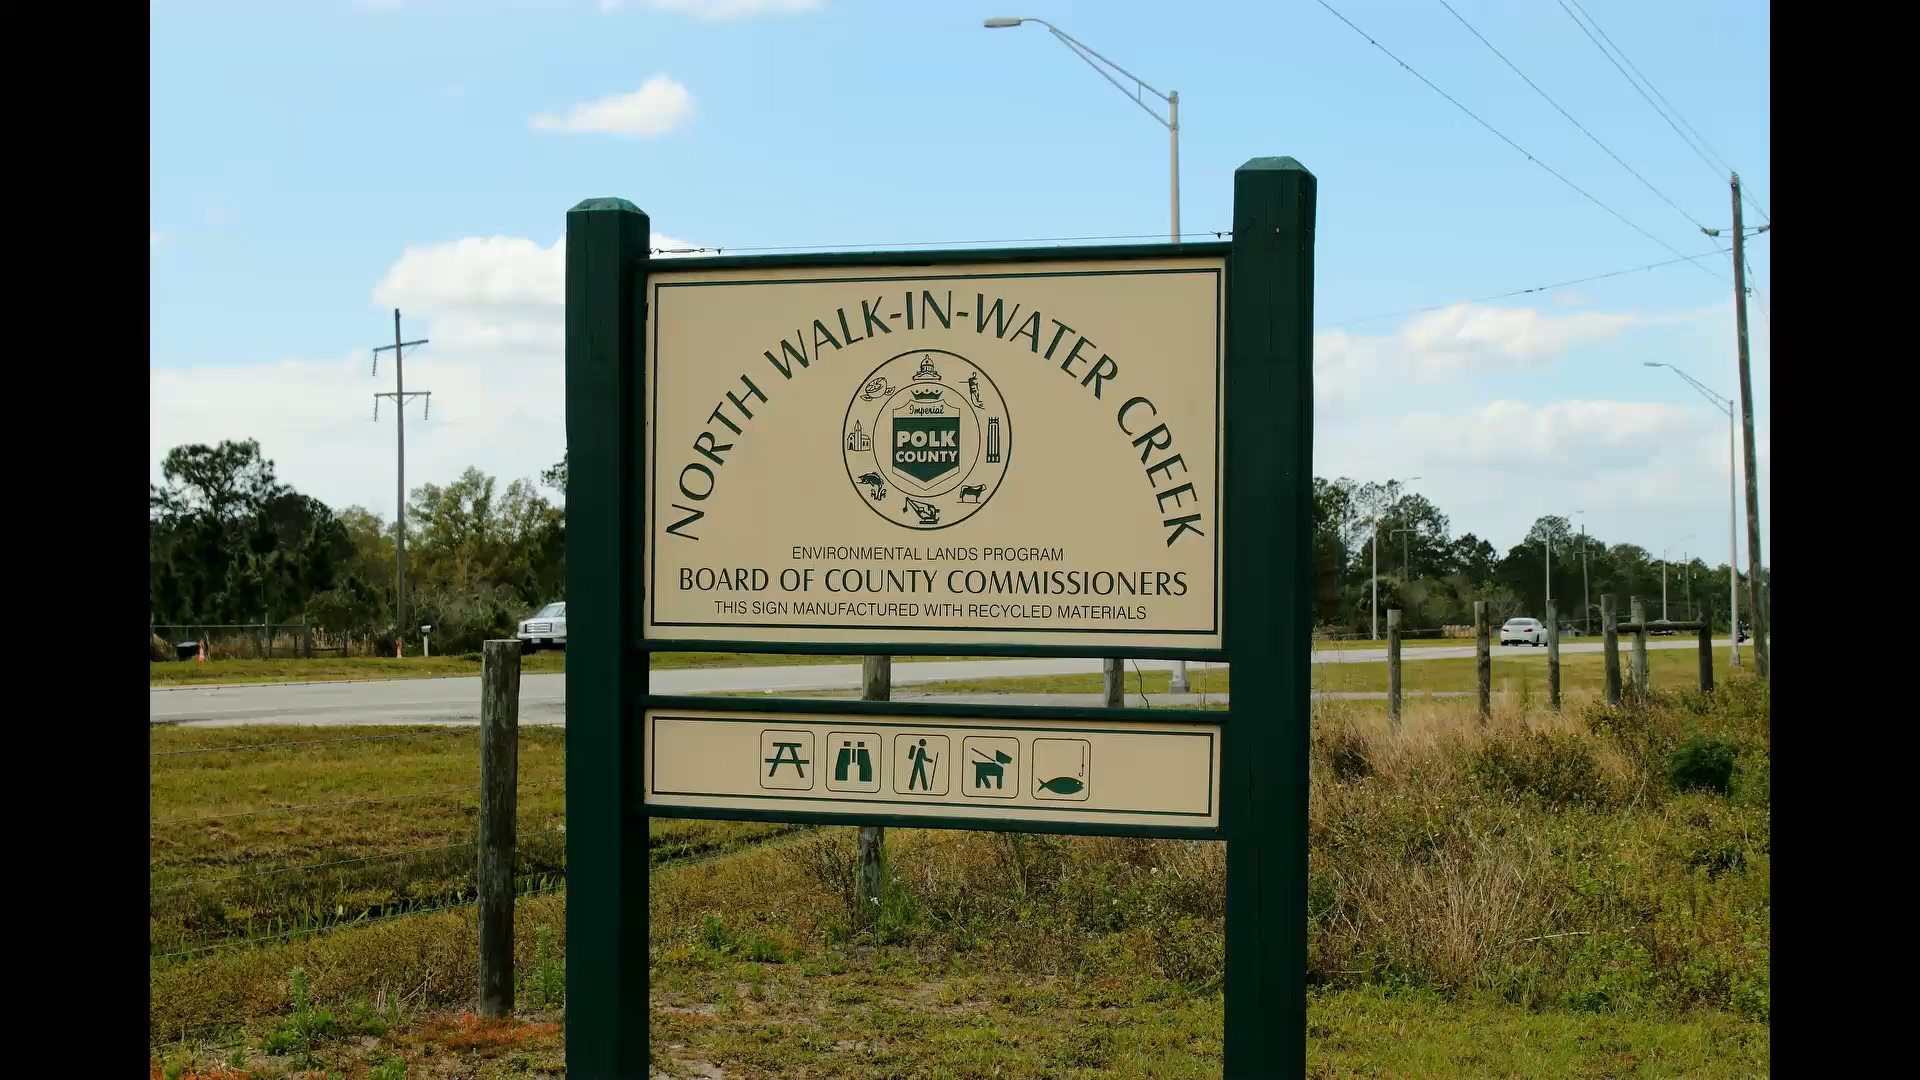 NORTH WALK-IN-WATER CREEK
Imperial
POLK
COUNTY
ENVIRONMENTAL LANDS PROGRAM
BOARD OF COUNTY COMMISSIONERS
THIS SIGN MANUFACTURED WITH RECYCLED MATERIALS